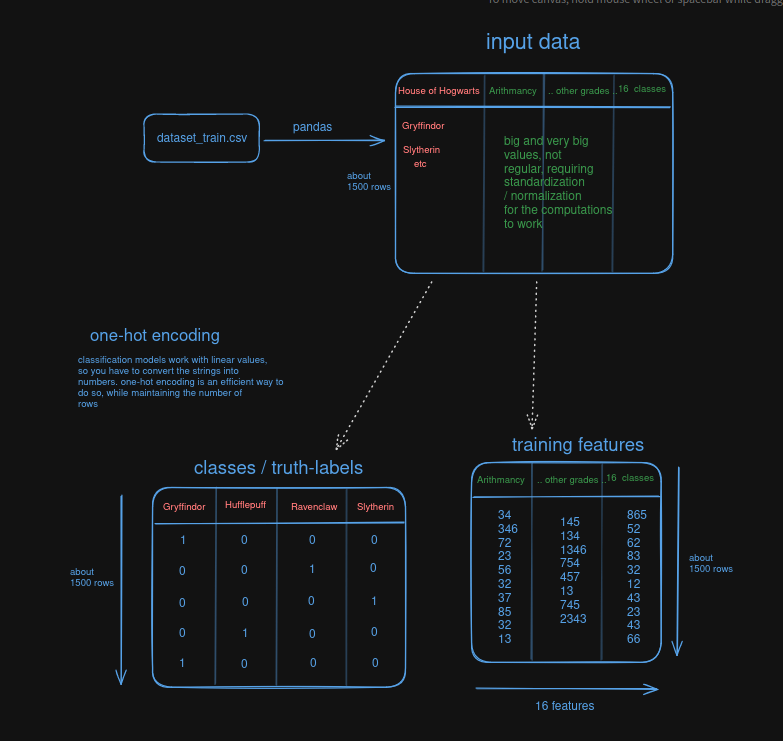 To move canvas, hold mouse wheel or spacebar while dragg
input data
House of Hogwarts Arithmancy .. other grades .. 16 classes
dataset_train.csv
pandas
Gryffindor
Slytherin
etc
about
1500 rows
big and very big
values, not
regular, requiring
standardization
/ normalization
for the computations
to work
one-hot encoding
classification models work with linear values,
so you have to convert the strings into
numbers. one-hot encoding is an efficient way to
do so, while maintaining the number of
rows
classes / truth-labels
Gryffindor Hufflepuff Ravenclaw Slytherin
1 0 0 0
0 0 1 0
0 0 0 1
0 1 0 0
1 0 0 0
about
1500 rows
training features
Arithmancy .. other grades .. 16 classes
34
346
72
23
56
32
37
85
32
13
145
134
1346
754
457
13
745
2343
865
52
62
83
32
12
43
23
43
66
about
1500 rows
16 features